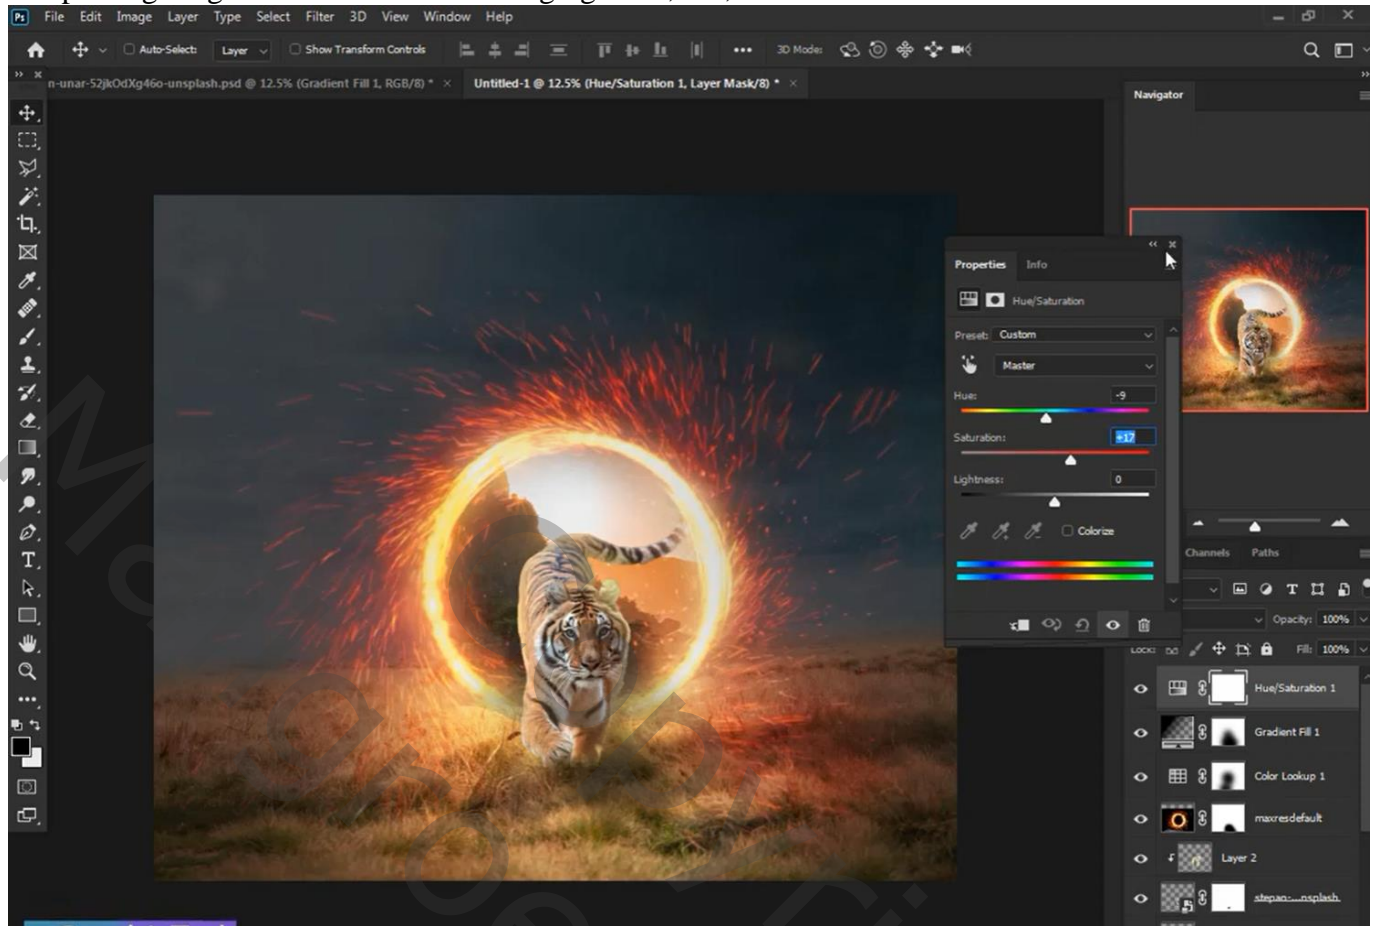 File Edit Image Layer Type Select Filter 3D View Window Help
Auto-Select: Layer Show Transform Controls 3D Mode:
n-unar-52jkOdXg46o-unsplash.psd @ 12.5% (Gradient Fill 1, RGB/8) * × Untitled-1 @ 12.5% (Hue/Saturation 1, Layer Mask/8) * ×
Navigator
Properties Info
Hue/Saturation
Preset: Custom
Master
Hue: -9
Saturation: +17
Lightness: 0
Colorize
Channels Paths
Opacity: 100%
Lock: Fill: 100%
Hue/Saturation 1
Gradient Fill 1
Color Lookup 1
maxresdefault
Layer 2
stepan-...nsplash